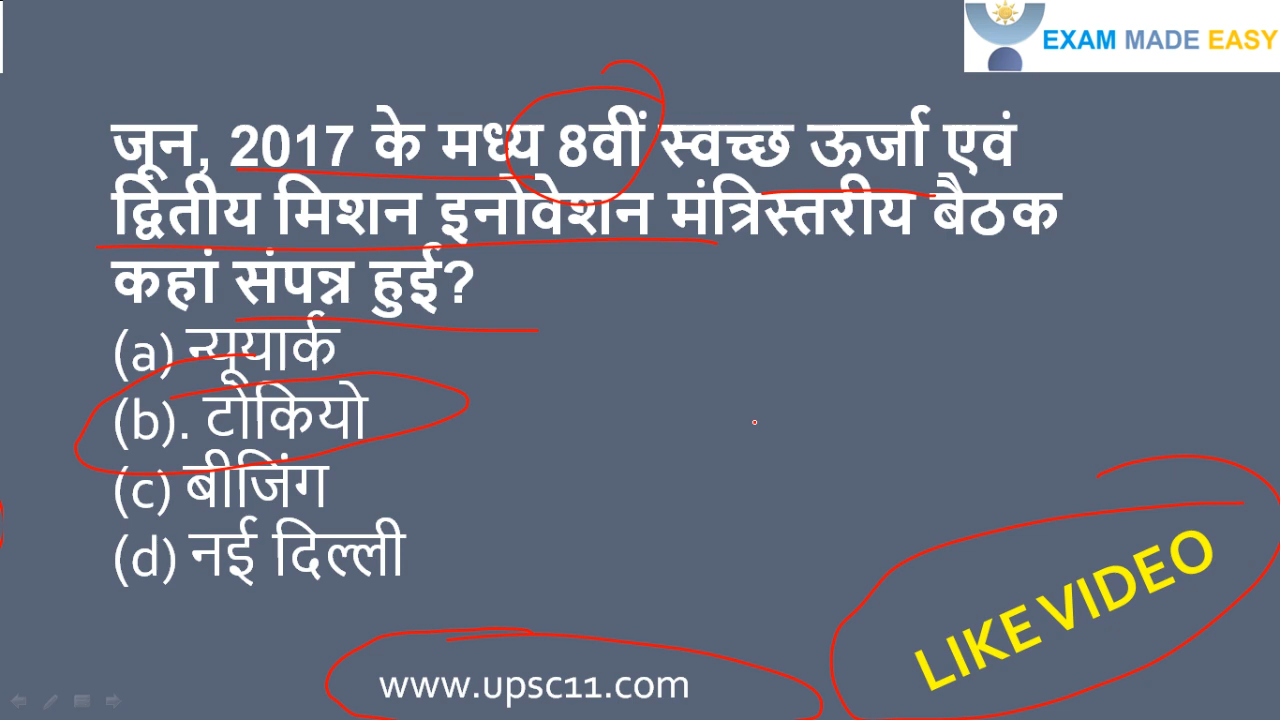 EXAM MADE EASY
जून, 2017 के मध्य 8वीं स्वच्छ ऊर्जा एवं
द्वितीय मिशन इनोवेशन मंत्रिस्तरीय बैठक
कहां संपन्न हुई?
(a) न्यूयार्क
(b). टोकियो
(c) बीजिंग
(d) नई दिल्ली
LIKE VIDEO
www.upsc11.com